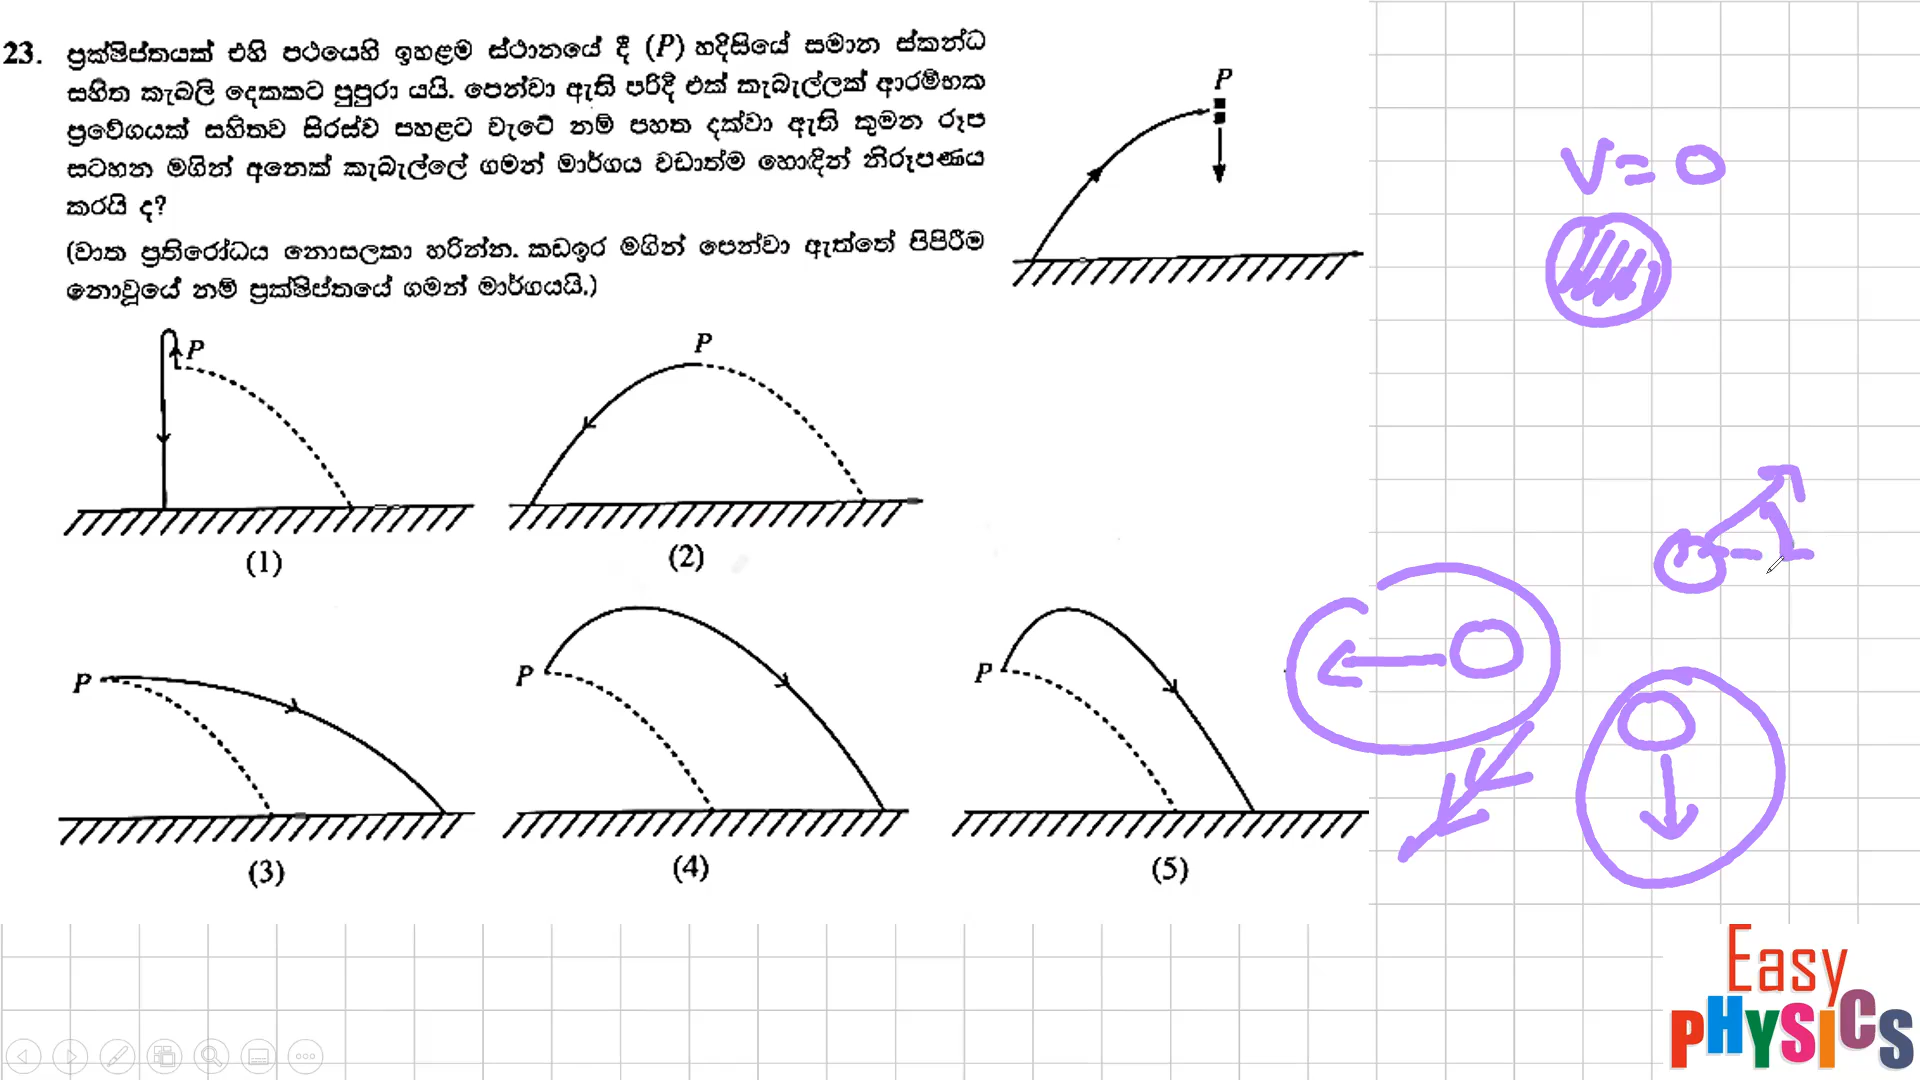 23. ප්‍රක්ෂිප්තයක් එහි පථයෙහි ඉහළම ස්ථානයේ දී (P) හදිසියේ සමාන ස්කන්ධ
සහිත කැබලි දෙකකට පුපුරා යයි. පෙන්වා ඇති පරිදි එක් කැබැල්ලක් ආරම්භක
ප්‍රවේගයක් සහිතව සිරස්ව පහළට වැටේ නම් පහත දක්වා ඇති කුමන රූප
සටහන මගින් අනෙක් කැබැල්ලේ ගමන් මාර්ගය වඩාත්ම හොඳින් නිරූපණය
කරයි ද?
(වාත ප්‍රතිරෝධය නොසලකා හරින්න. කඩඉර මගින් පෙන්වා ඇත්තේ පිපිරීම
නොවූයේ නම් ප්‍රක්ෂිප්තයේ ගමන් මාර්ගයයි.)
P
V = 0
P
P
(1)
(2)
P
P
P
(3)
(4)
(5)
Easy
PHYSICS